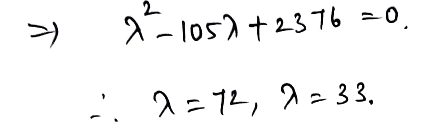 ⇒ λ² - 105λ + 2376 = 0.
∴ λ = 72, λ = 33.